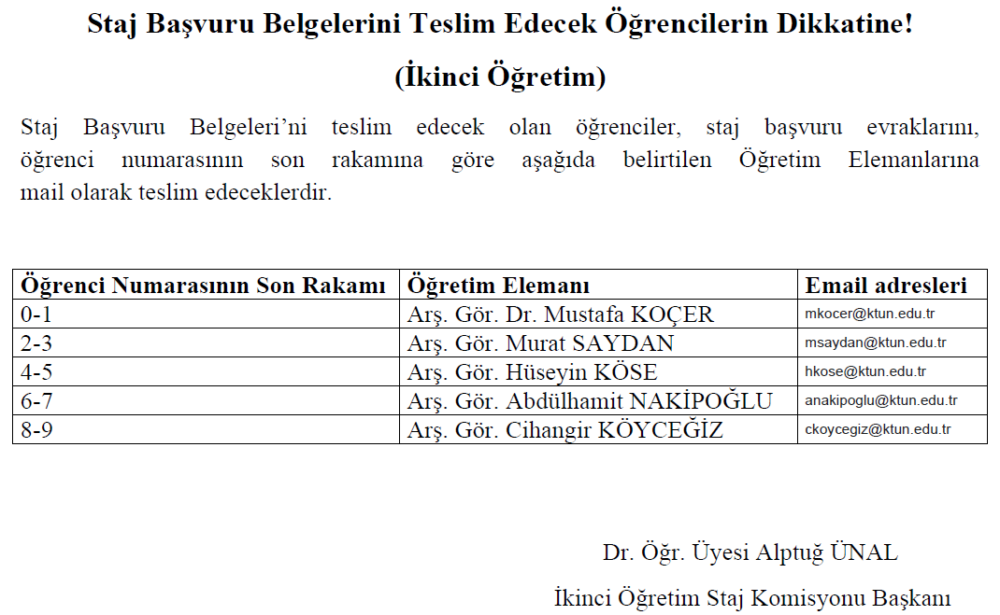 Staj Başvuru Belgelerini Teslim Edecek Öğrencilerin Dikkatine!
(İkinci Öğretim)
Staj Başvuru Belgeleri’ni teslim edecek olan öğrenciler, staj başvuru evraklarını,
öğrenci numarasının son rakamına göre aşağıda belirtilen Öğretim Elemanlarına
mail olarak teslim edeceklerdir.
Öğrenci Numarasının Son Rakamı Öğretim Elemanı Email adresleri
0-1 Arş. Gör. Dr. Mustafa KOÇER mkocer@ktun.edu.tr
2-3 Arş. Gör. Murat SAYDAN msaydan@ktun.edu.tr
4-5 Arş. Gör. Hüseyin KÖSE hkose@ktun.edu.tr
6-7 Arş. Gör. Abdülhamit NAKİPOĞLU anakipoglu@ktun.edu.tr
8-9 Arş. Gör. Cihangir KÖYCEĞİZ ckoycegiz@ktun.edu.tr
Dr. Öğr. Üyesi Alptuğ ÜNAL
İkinci Öğretim Staj Komisyonu Başkanı